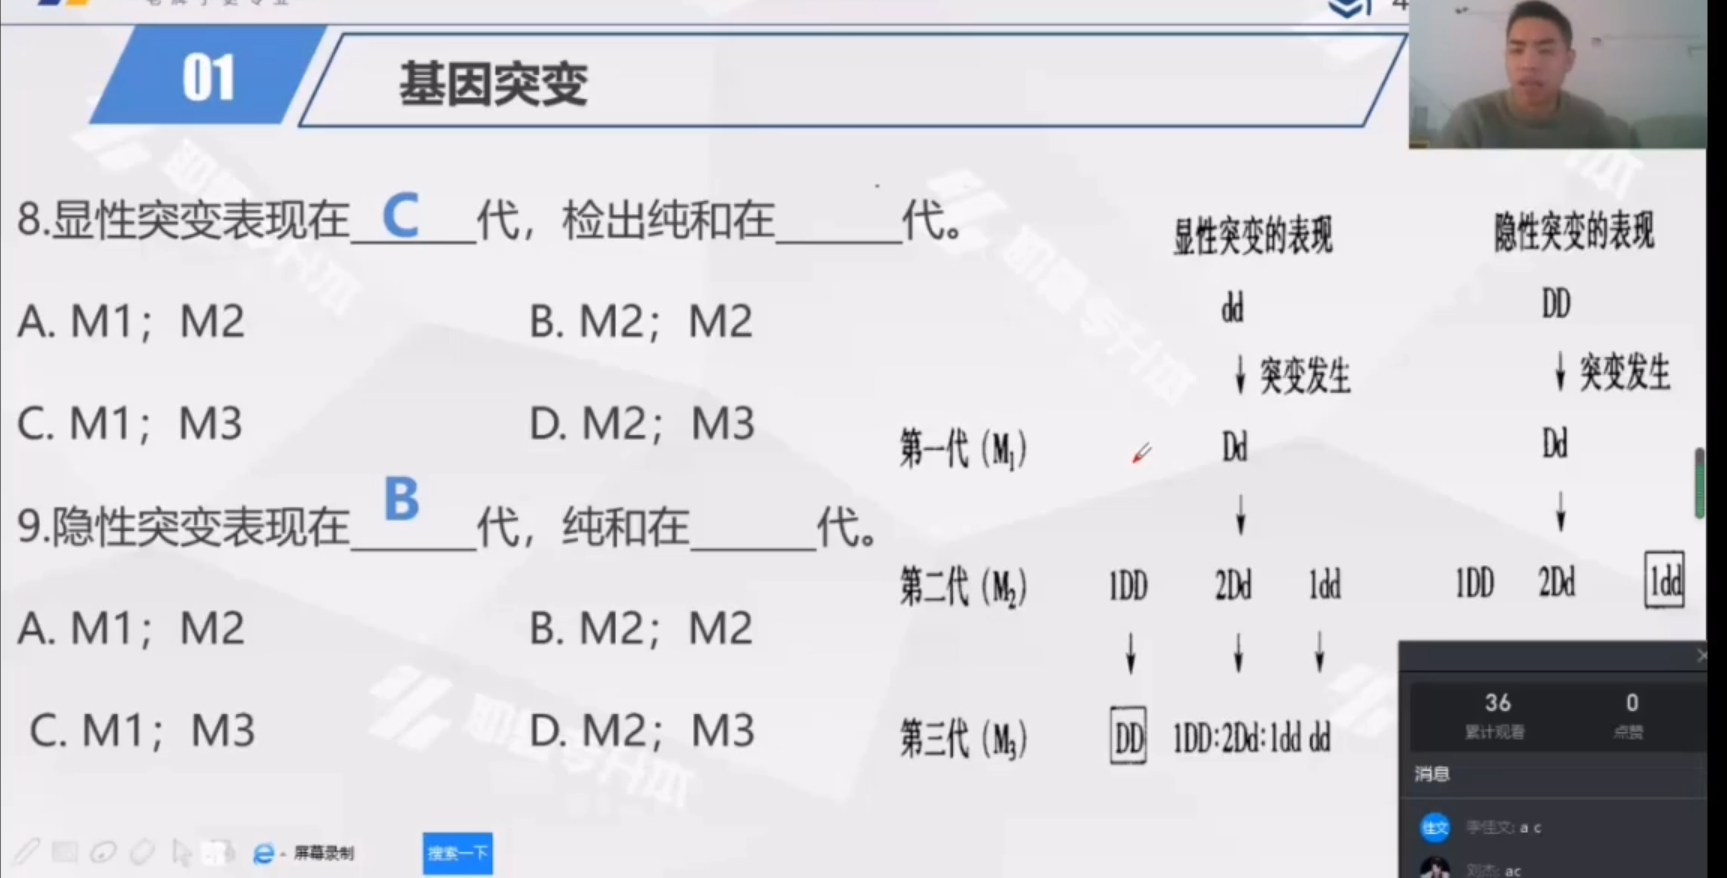 01
基因突变
8.显性突变表现在 C 代，检出纯和在______代。
A. M1；M2
B. M2；M2
C. M1；M3
D. M2；M3
9.隐性突变表现在 B 代，纯和在______代。
A. M1；M2
B. M2；M2
C. M1；M3
D. M2；M3
显性突变的表现
隐性突变的表现
dd
DD
突变发生
突变发生
第一代（M₁）
Dd
Dd
第二代（M₂）
1DD 2Dd 1dd
1DD 2Dd 1dd
第三代（M₃）
DD 1DD:2Dd:1dd dd
36
0
累计观看
点赞
消息
佳文
李佳文: a c
刘杰: ac
屏幕录制
搜索一下